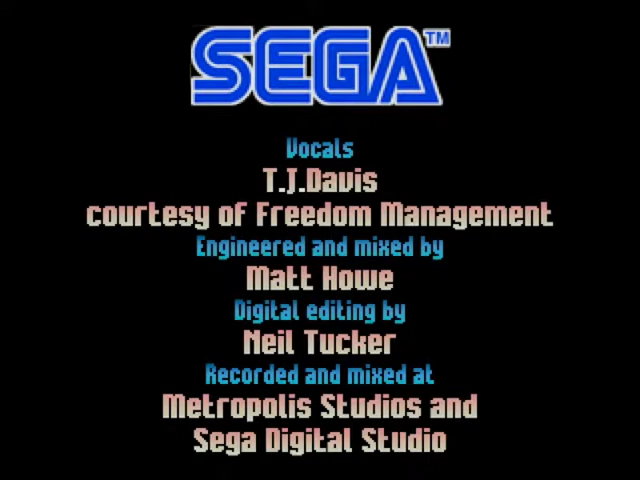 SEGA™
Vocals
T.J.Davis
courtesy of Freedom Management
Engineered and mixed by
Matt Howe
Digital editing by
Neil Tucker
Recorded and mixed at
Metropolis Studios and
Sega Digital Studio